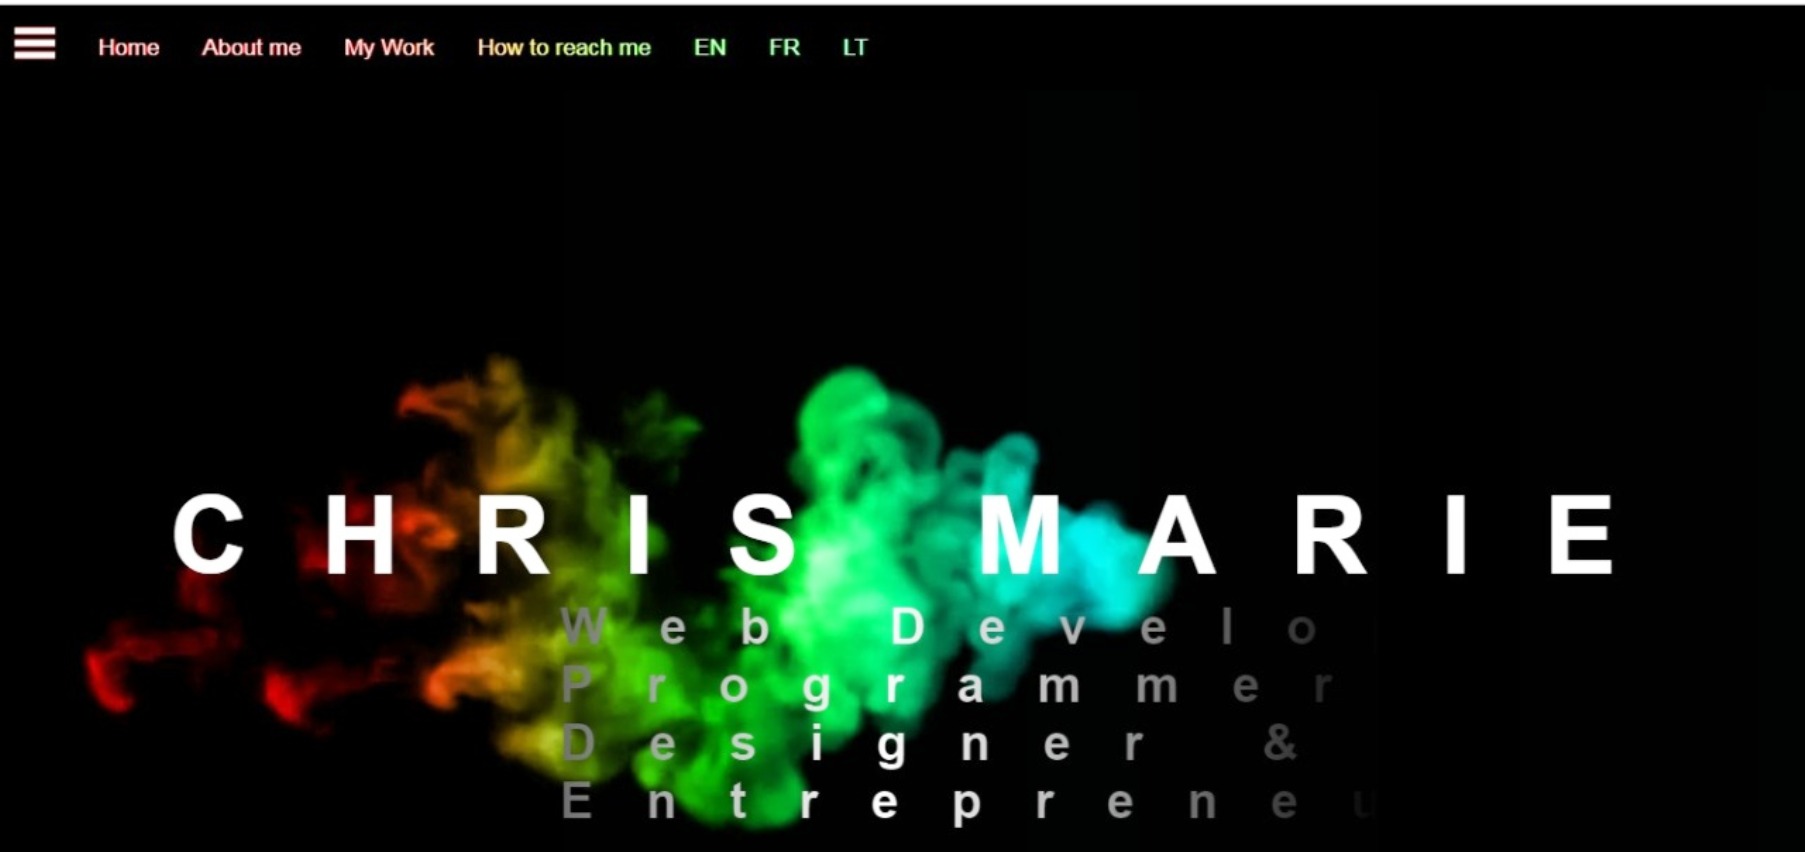 Home About me My Work How to reach me EN FR LT
CHRIS MARIE
Web Develo
Programmer
Designer &
Entrepreneu